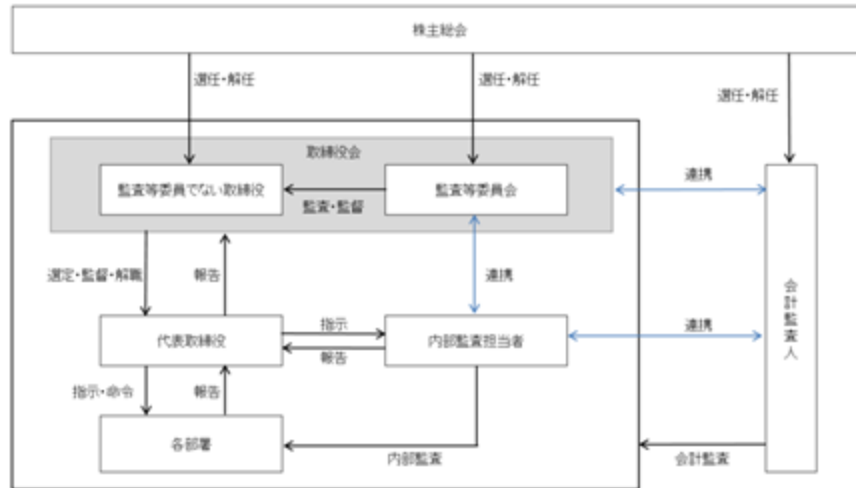 株主総会
選任・解任
選任・解任
選任・解任
取締役会
監査等委員でない取締役
監査・監督
監査等委員会
連携
選定・監督・解職
報告
連携
会計監査人
代表取締役
指示
報告
内部監査担当者
連携
指示・命令
報告
各部署
内部監査
会計監査